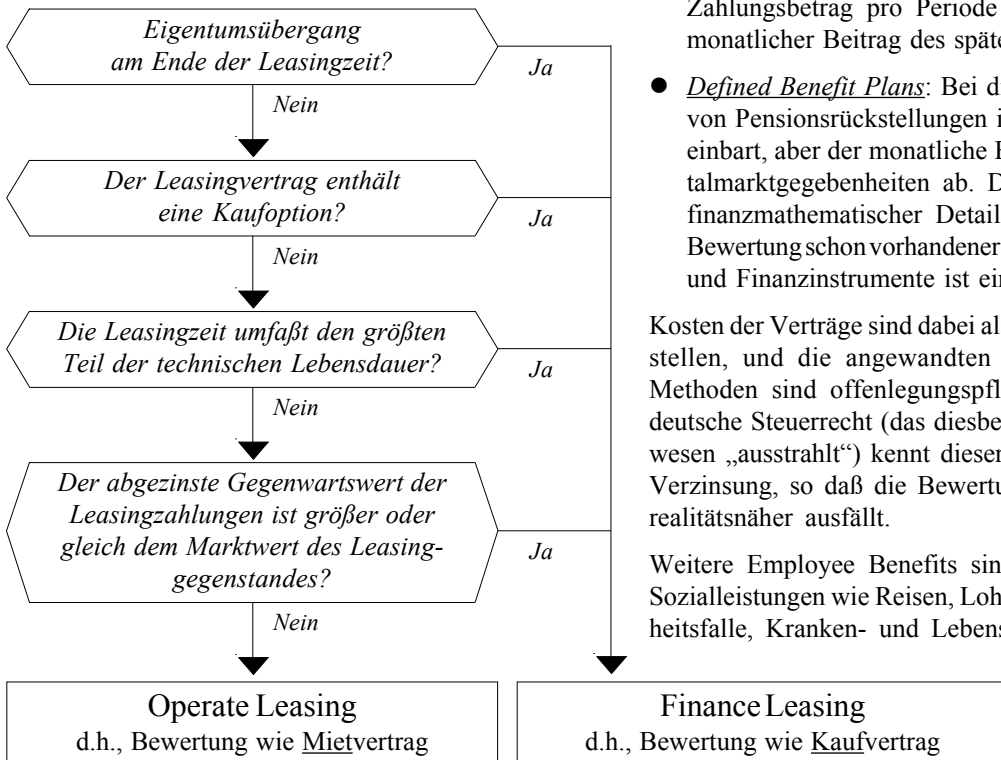 Eigentumsübergang
am Ende der Leasingzeit?
Ja
Nein
Der Leasingvertrag enthält
eine Kaufoption?
Ja
Nein
Die Leasingzeit umfaßt den größten
Teil der technischen Lebensdauer?
Ja
Nein
Der abgezinste Gegenwartswert der
Leasingzahlungen ist größer oder
gleich dem Marktwert des Leasing-
gegenstandes?
Ja
Nein
Operate Leasing
d.h., Bewertung wie Mietvertrag
Finance Leasing
d.h., Bewertung wie Kaufvertrag
Zahlungsbetrag pro Periode
monatlicher Beitrag des späte
● Defined Benefit Plans: Bei di
von Pensionsrückstellungen i
einbart, aber der monatliche
talmarktgegebenheiten ab. D
finanzmathematischer Detail
Bewertung schon vorhandener
und Finanzinstrumente ist ei
Kosten der Verträge sind dabei al
stellen, und die angewandten
Methoden sind offenlegungspfl
deutsche Steuerrecht (das diesbe
wesen „ausstrahlt“) kennt dieser
Verzinsung, so daß die Bewertu
realitätsnäher ausfällt.
Weitere Employee Benefits sin
Sozialleistungen wie Reisen, Loh
heitsfalle, Kranken- und Lebens